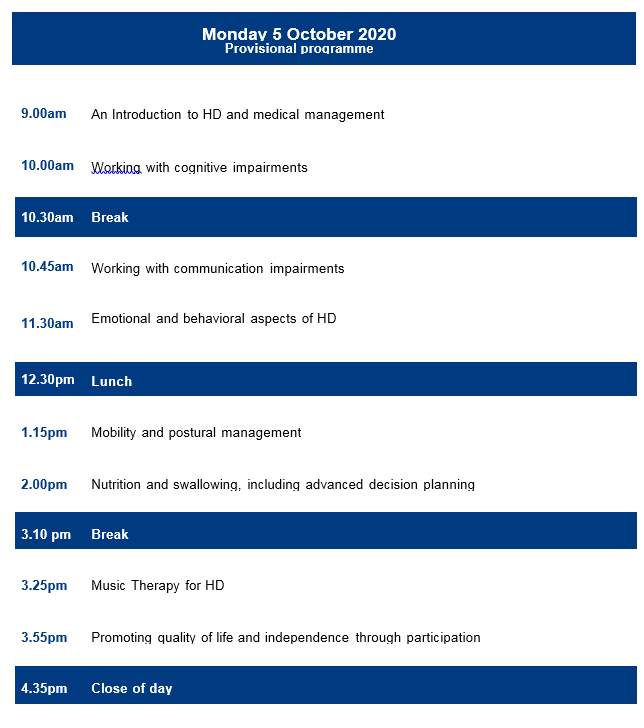 Monday 5 October 2020
Provisional programme
9.00am An Introduction to HD and medical management
10.00am Working with cognitive impairments
10.30am Break
10.45am Working with communication impairments
11.30am Emotional and behavioral aspects of HD
12.30pm Lunch
1.15pm Mobility and postural management
2.00pm Nutrition and swallowing, including advanced decision planning
3.10 pm Break
3.25pm Music Therapy for HD
3.55pm Promoting quality of life and independence through participation
4.35pm Close of day